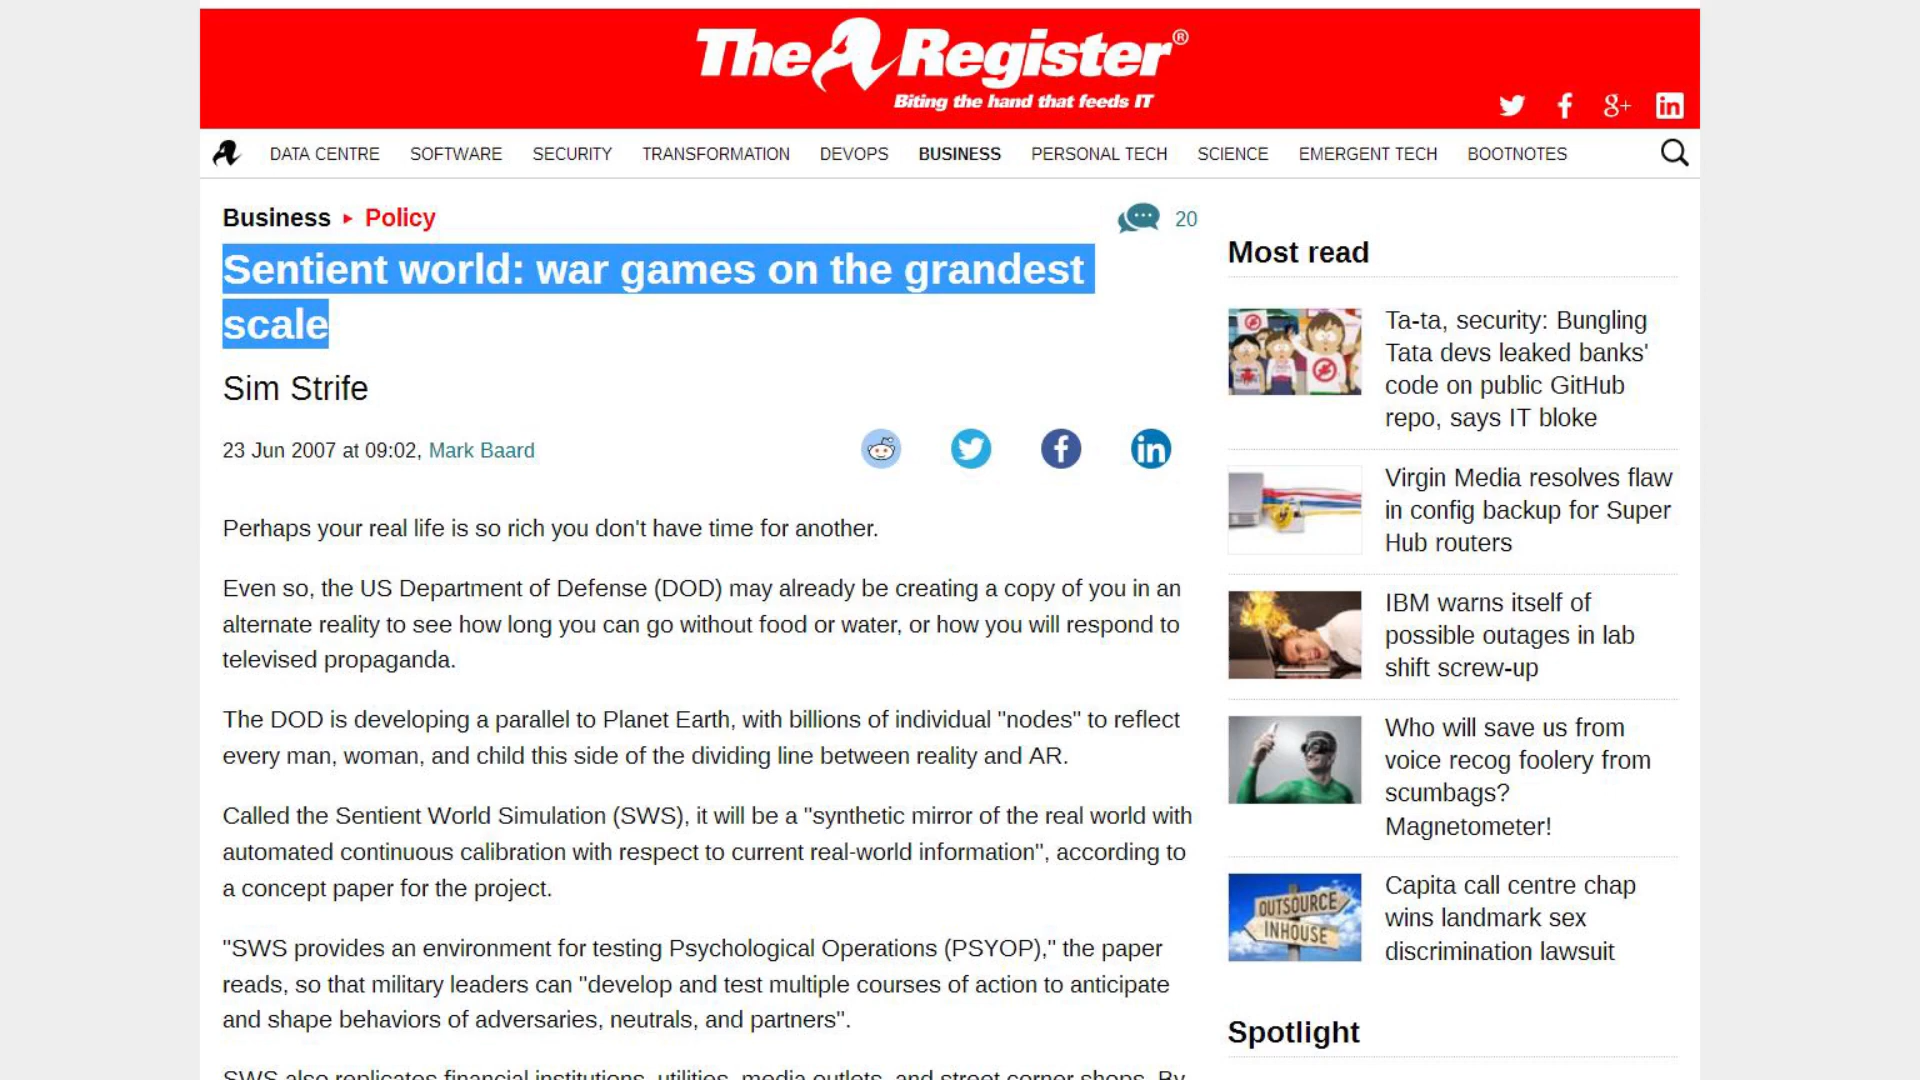 The Register®
Biting the hand that feeds IT
DATA CENTRE SOFTWARE SECURITY TRANSFORMATION DEVOPS BUSINESS PERSONAL TECH SCIENCE EMERGENT TECH BOOTNOTES
Business ▸ Policy
20
Sentient world: war games on the grandest
scale
Sim Strife
23 Jun 2007 at 09:02, Mark Baard
Perhaps your real life is so rich you don't have time for another.
Even so, the US Department of Defense (DOD) may already be creating a copy of you in an
alternate reality to see how long you can go without food or water, or how you will respond to
televised propaganda.
The DOD is developing a parallel to Planet Earth, with billions of individual "nodes" to reflect
every man, woman, and child this side of the dividing line between reality and AR.
Called the Sentient World Simulation (SWS), it will be a "synthetic mirror of the real world with
automated continuous calibration with respect to current real-world information", according to
a concept paper for the project.
"SWS provides an environment for testing Psychological Operations (PSYOP)," the paper
reads, so that military leaders can "develop and test multiple courses of action to anticipate
and shape behaviors of adversaries, neutrals, and partners".
SWS also replicates financial institutions, utilities, media outlets, and street corner shops. By
Most read
Ta-ta, security: Bungling
Tata devs leaked banks'
code on public GitHub
repo, says IT bloke
Virgin Media resolves flaw
in config backup for Super
Hub routers
IBM warns itself of
possible outages in lab
shift screw-up
Who will save us from
voice recog foolery from
scumbags?
Magnetometer!
OUTSOURCE
INHOUSE
Capita call centre chap
wins landmark sex
discrimination lawsuit
Spotlight